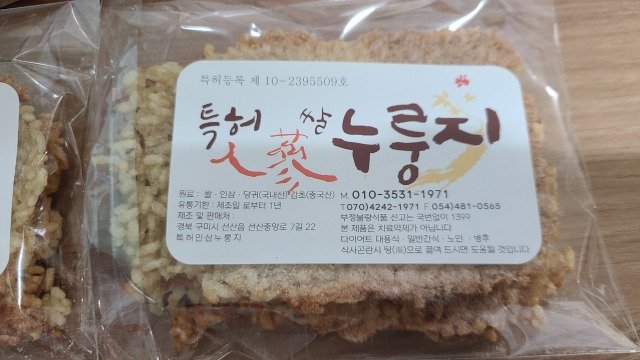 특허등록 제 10-2395509호
특허 쌀 누룽지
人蔘
원료 : 쌀 · 인삼 · 당귀(국내산)감초(중국산) M. 010-3531-1971
유통기한 : 제조일 로부터 1년 T.070)4242-1971 F.054)481-0565
제조 및 판매처 : 부정불량식품 신고는 국번없이 1399
경북 구미시 선산읍 선산중앙로 7길 22 본 제품은 치료약제가 아닙니다
특허인삼누룽지 다이어트 대용식 · 일반간식 · 노인 · 병후
식사곤란시 탕(湯)으로 끓여 드시면 도움될 것입니다